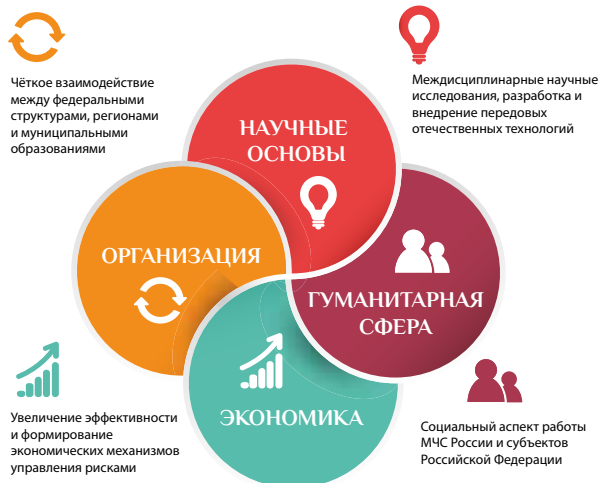 Чёткое взаимодействие
между федеральными
структурами, регионами
и муниципальными
образованиями
Междисциплинарные научные
исследования, разработка и
внедрение передовых
отечественных технологий
НАУЧНЫЕ
ОСНОВЫ
ОРГАНИЗАЦИЯ
ГУМАНИТАРНАЯ
СФЕРА
ЭКОНОМИКА
Увеличение эффективности
и формирование
экономических механизмов
управления рисками
Социальный аспект работы
МЧС России и субъектов
Российской Федерации